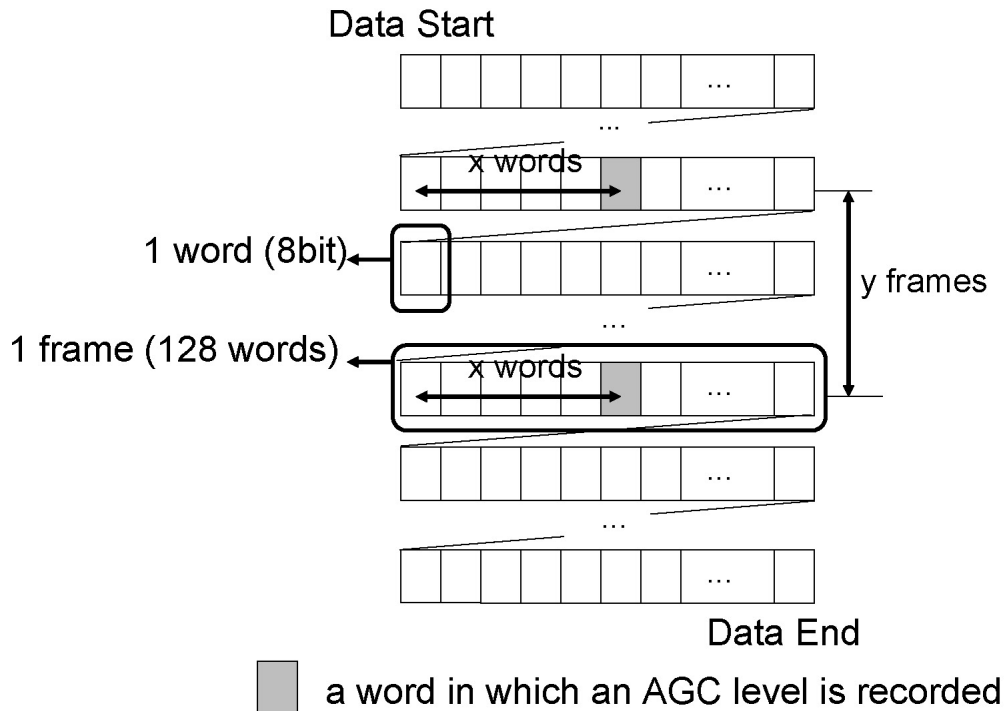 Data Start
...
...
x words
...
1 word (8bit)
...
y frames
...
1 frame (128 words)
x words
...
...
...
...
Data End
a word in which an AGC level is recorded